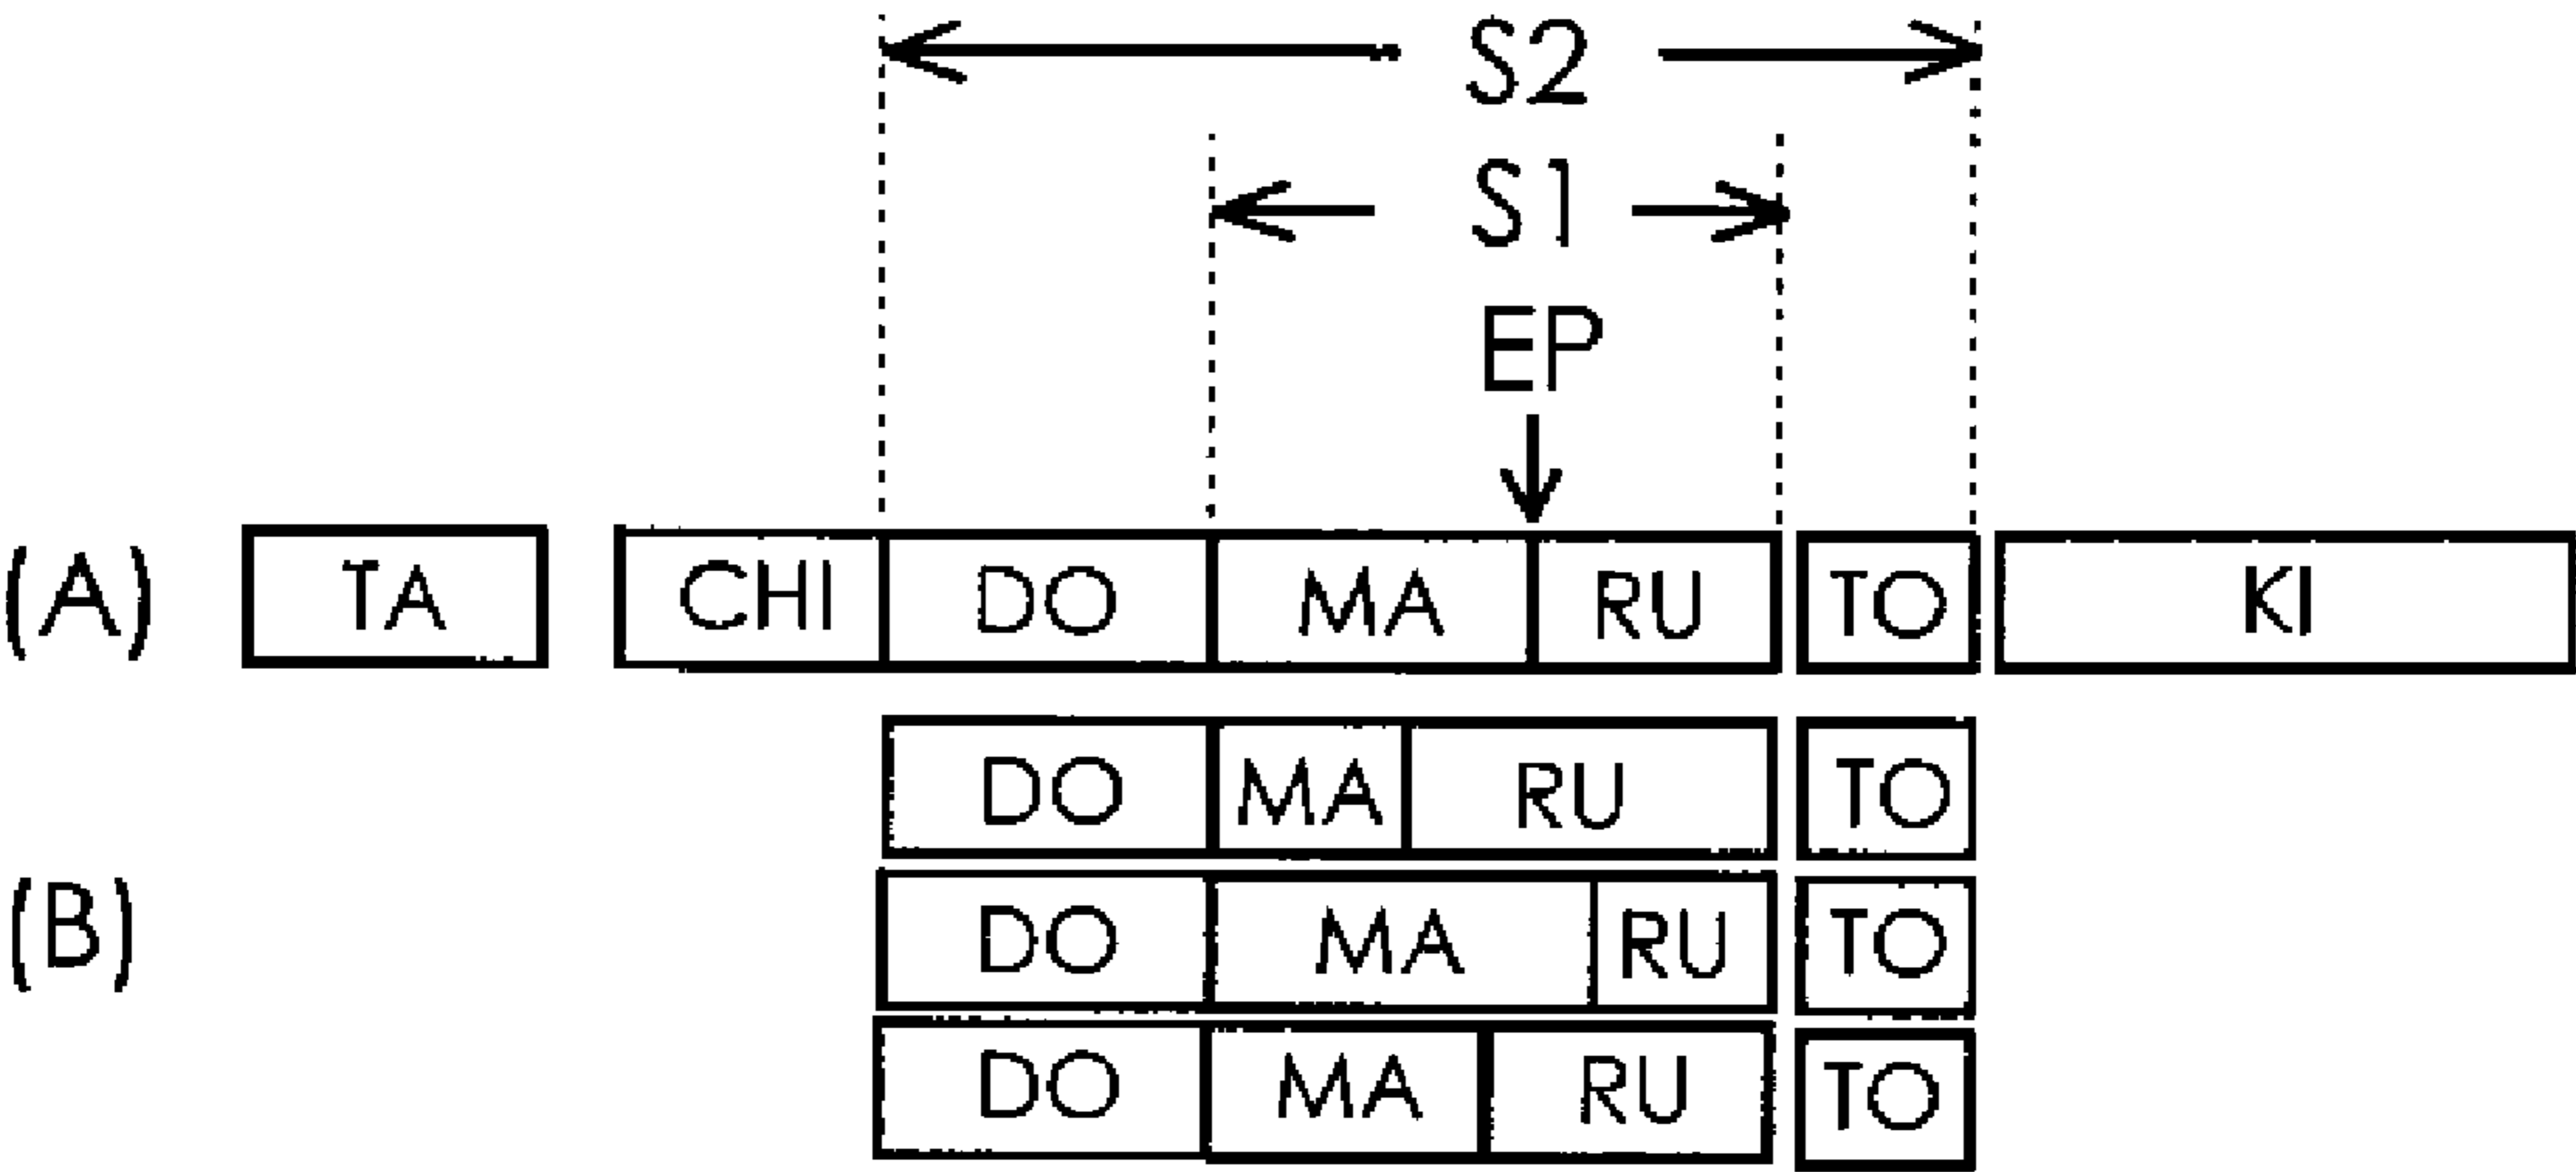 S2
S1
EP
(A) TA CHI DO MA RU TO KI
DO MA RU TO
(B)
DO MA RU TO
DO MA RU TO